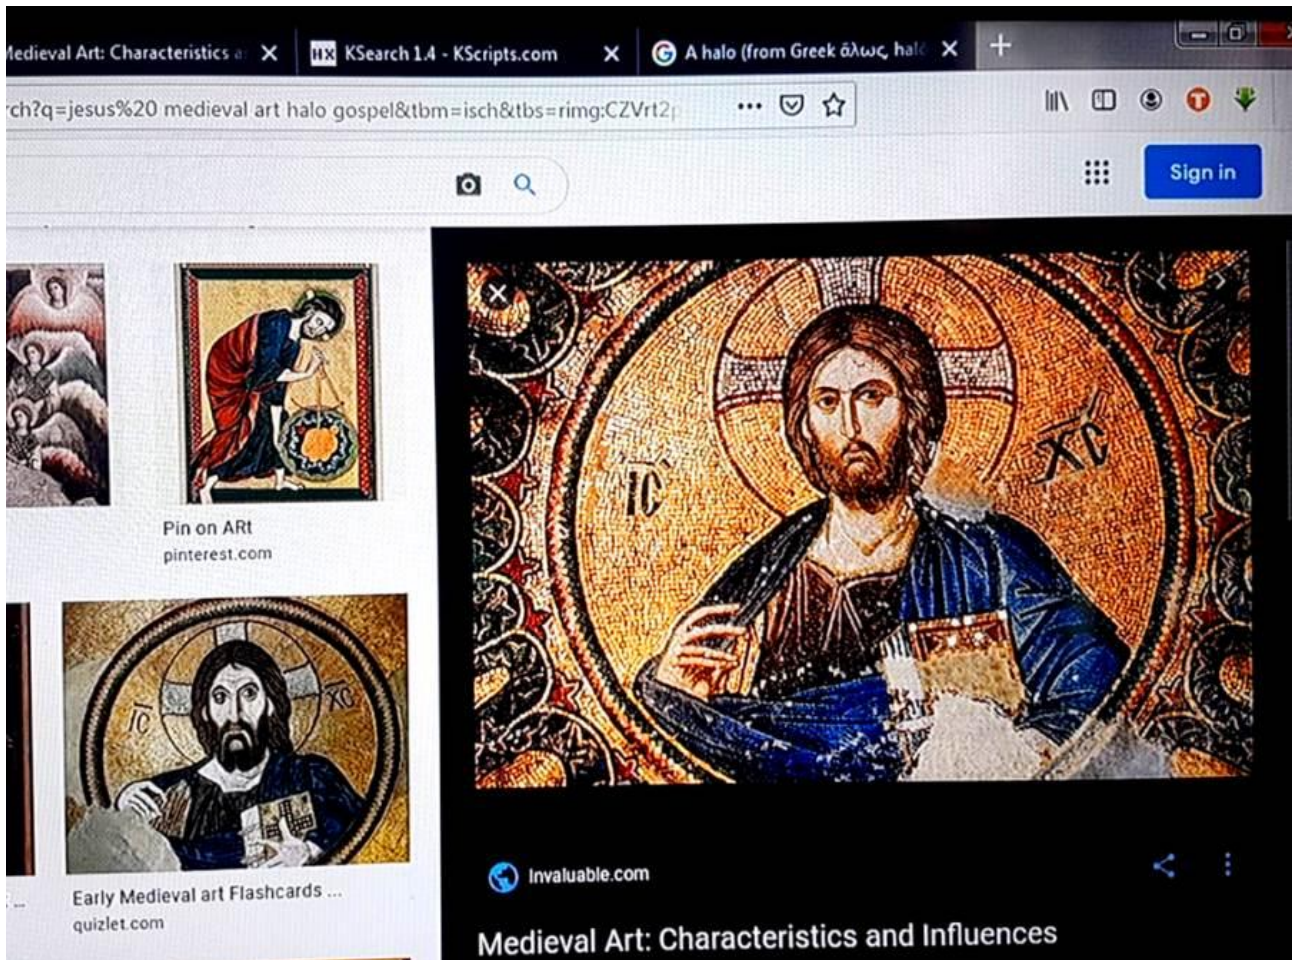 Medieval Art: Characteristics a
HX KSearch 1.4 - KScripts.com
G A halo (from Greek ἅλως, hal
rch?q=jesus%20 medieval art halo gospel&tbm=isch&tbs=rimg:CZVrt2p
T
Sign in
IC
XC
Pin on ARt
pinterest.com
IC
XC
Early Medieval art Flashcards ...
quizlet.com
Invaluable.com
Medieval Art: Characteristics and Influences